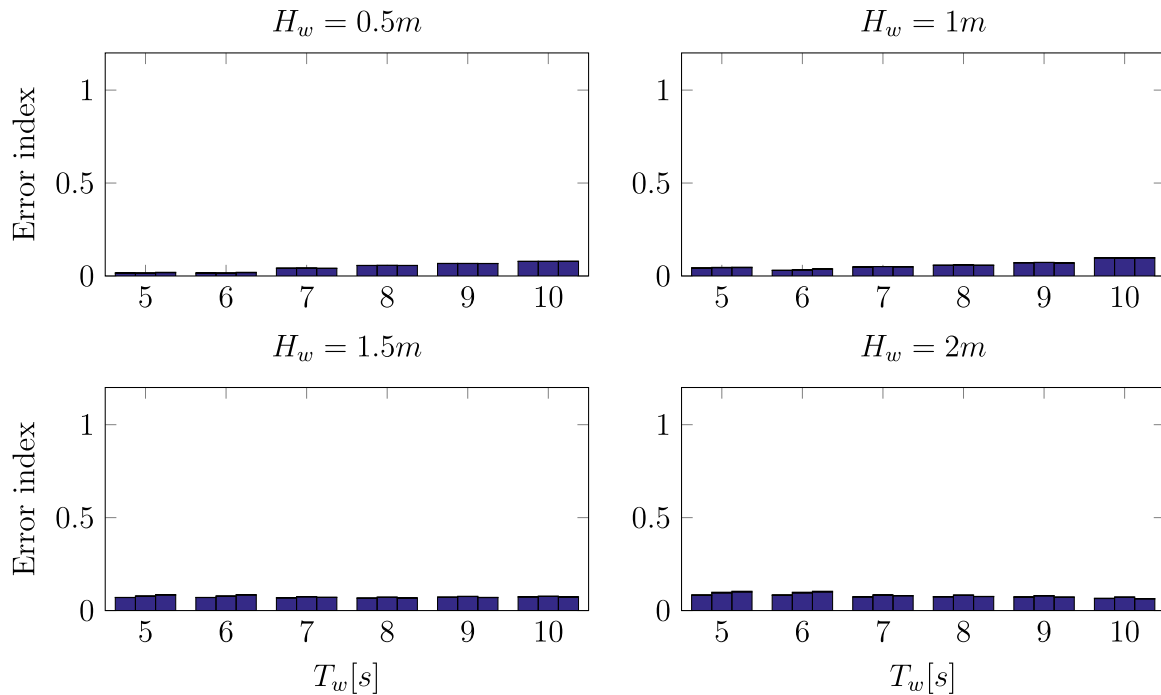 H_w = 0.5m
H_w = 1m
Error index
1
0.5
0
5 6 7 8 9 10
1
0.5
0
5 6 7 8 9 10
H_w = 1.5m
H_w = 2m
Error index
1
0.5
0
5 6 7 8 9 10
T_w[s]
1
0.5
0
5 6 7 8 9 10
T_w[s]